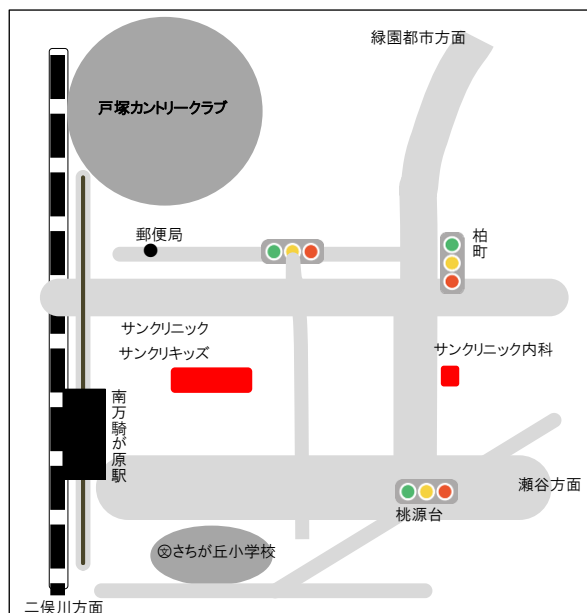 緑園都市方面
戸塚カントリークラブ
郵便局
柏町
サンクリニック
サンクリキッズ
サンクリニック内科
南万騎が原駅
瀬谷方面
桃源台
㊫さちが丘小学校
二俣川方面